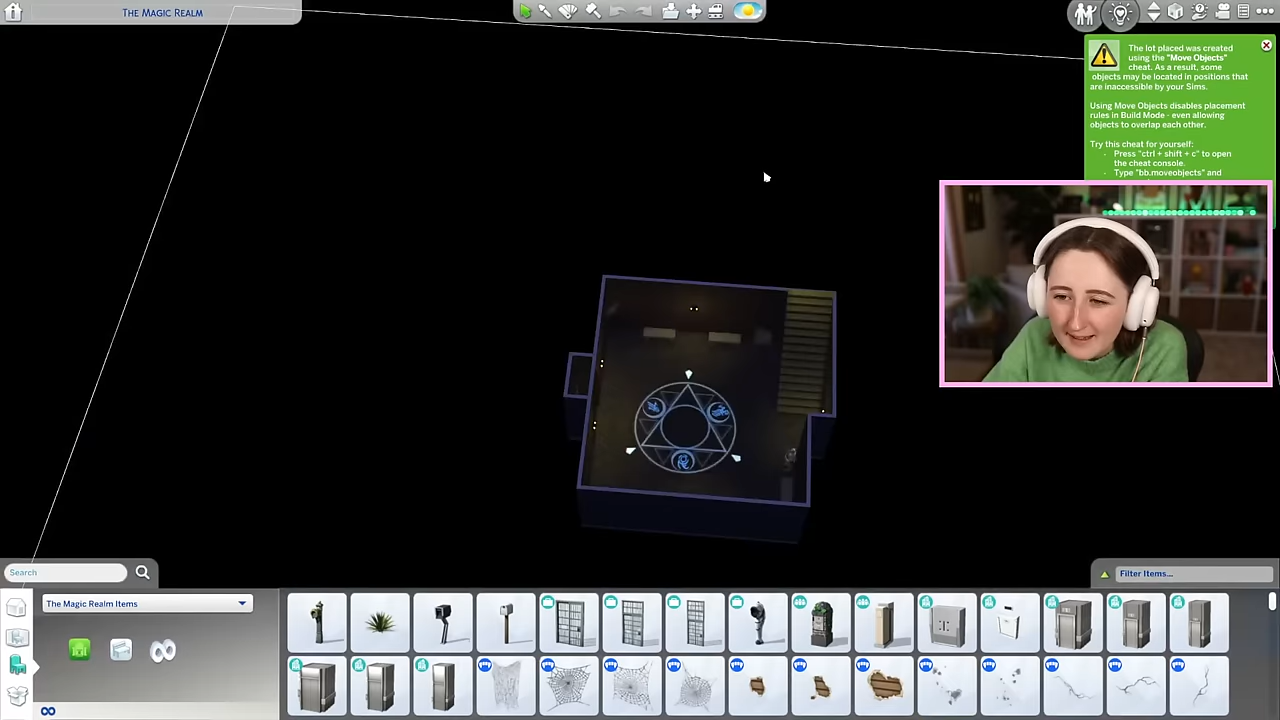 The Magic Realm
The lot placed was created
using the "Move Objects"
cheat. As a result, some
objects may be located in positions that
are inaccessible by your Sims.
Using Move Objects disables placement
rules in Build Mode - even allowing
objects to overlap each other.
Try this cheat for yourself:
- Press "ctrl + shift + c" to open
the cheat console.
- Type "bb.moveobjects" and
Search
Filter Items...
The Magic Realm Items